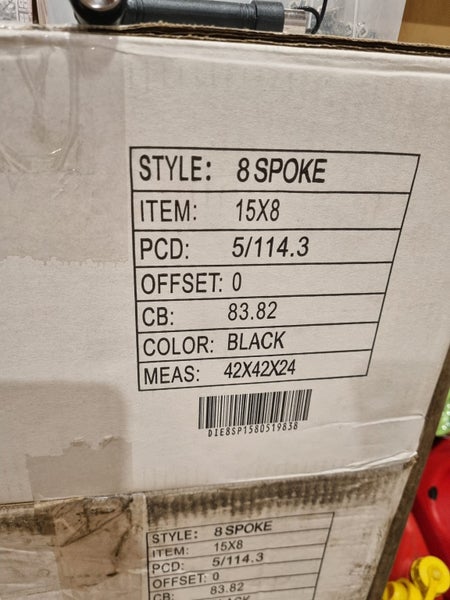 STYLE: 8 SPOKE
ITEM: 15X8
PCD: 5/114.3
OFFSET: 0
CB: 83.82
COLOR: BLACK
MEAS: 42X42X24
DIE8SP1580519838
STYLE: 8 SPOKE
ITEM: 15X8
PCD: 5/114.3
OFFSET: 0
CB: 83.82